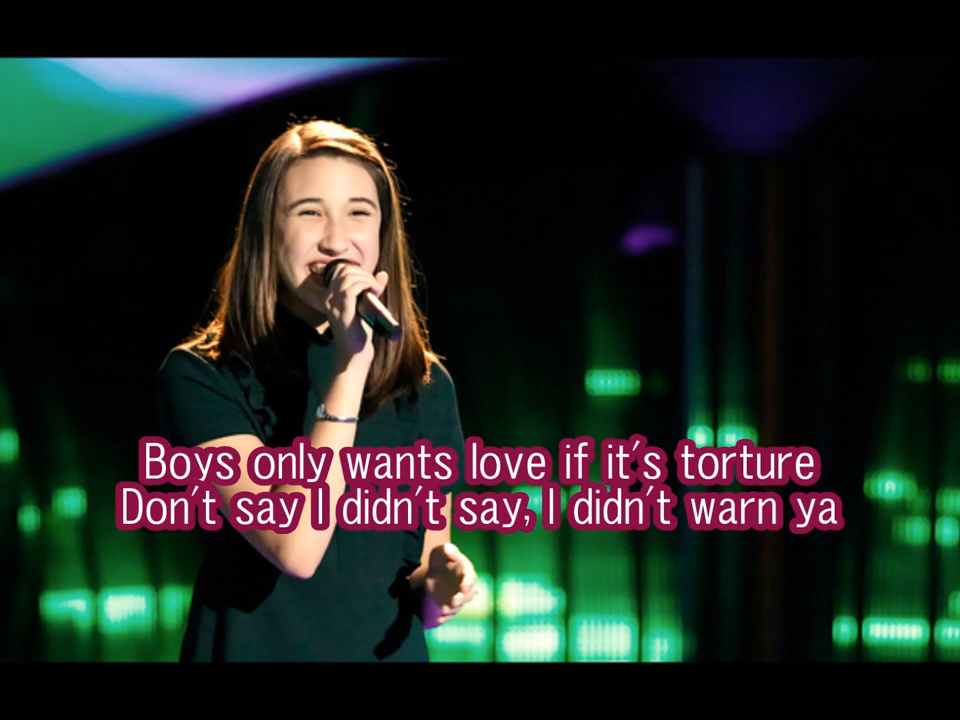 Boys only wants love if it's torture
Don't say I didn't say, I didn't warn ya